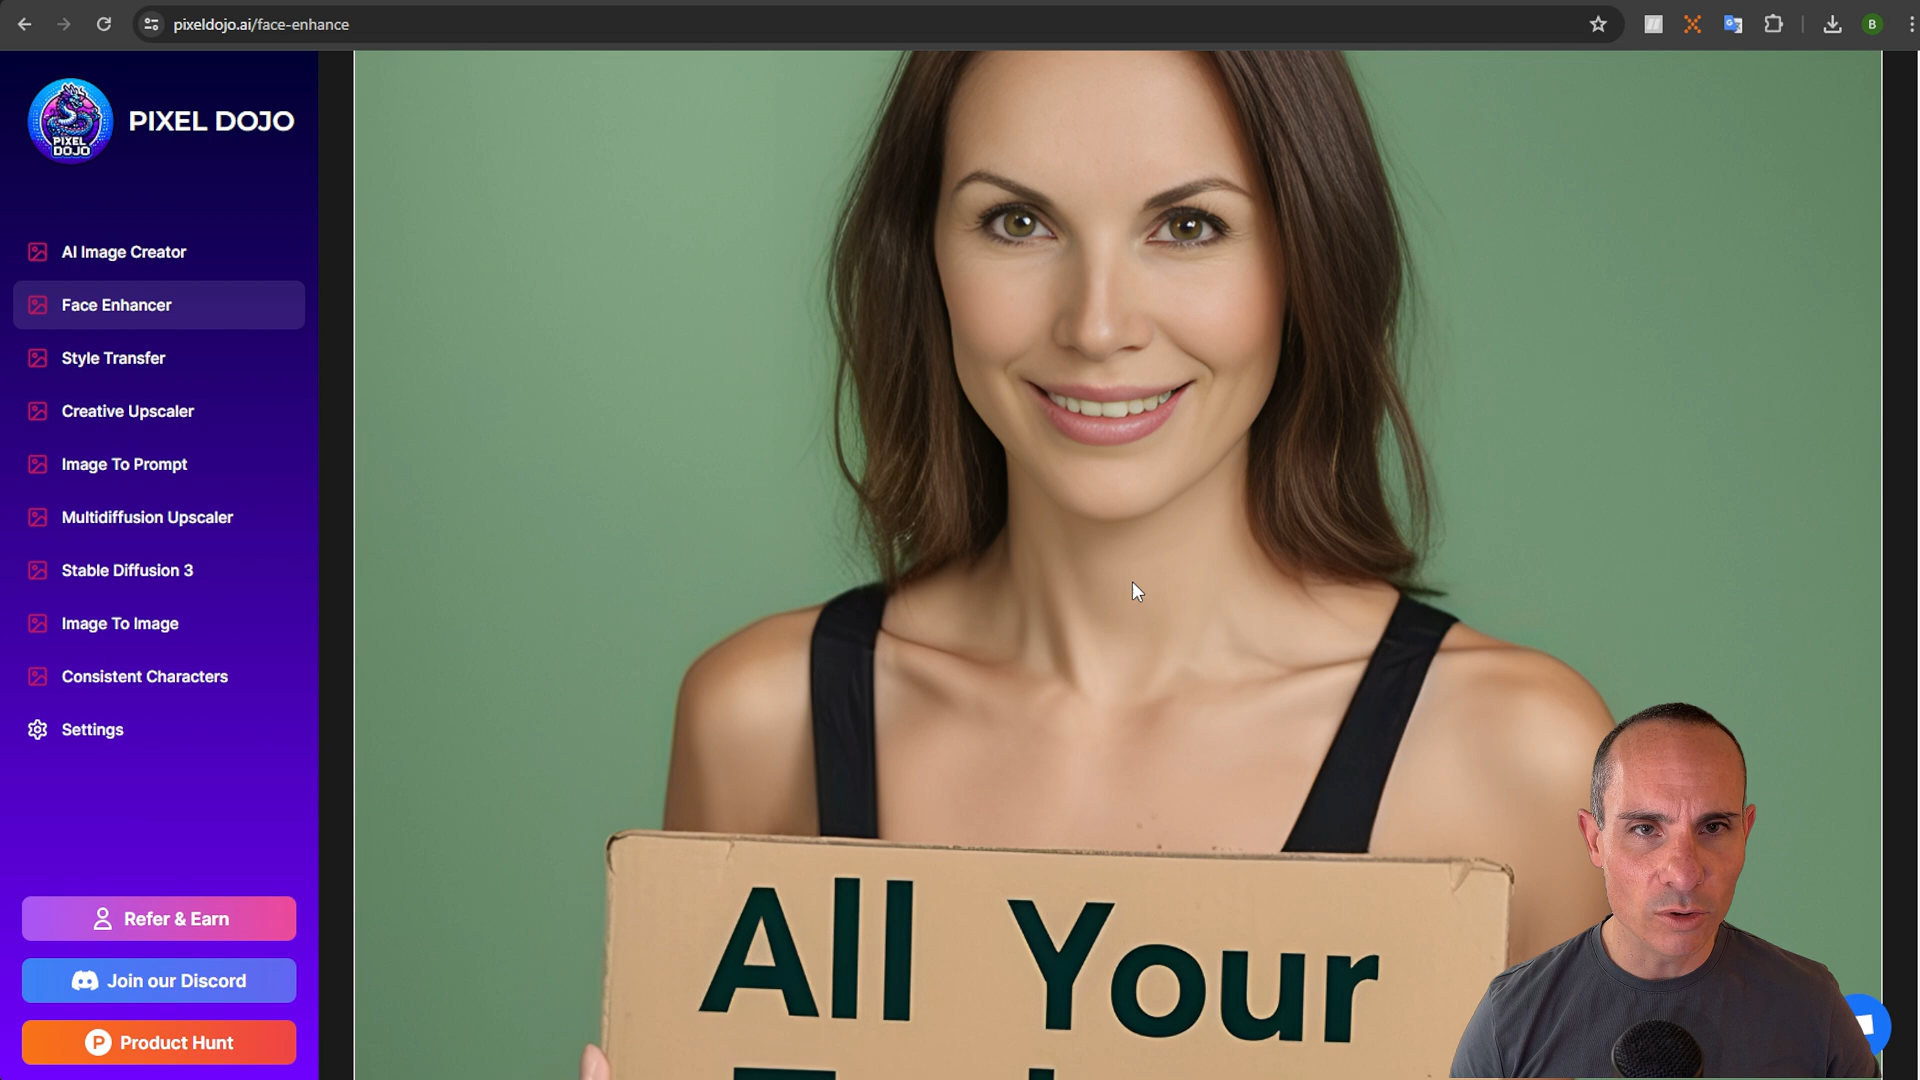 pixeldojo.ai/face-enhance
B
PIXEL DOJO
PIXEL
DOJO
AI Image Creator
Face Enhancer
Style Transfer
Creative Upscaler
Image To Prompt
Multidiffusion Upscaler
Stable Diffusion 3
Image To Image
Consistent Characters
Settings
Refer & Earn
Join our Discord
Product Hunt
All Your